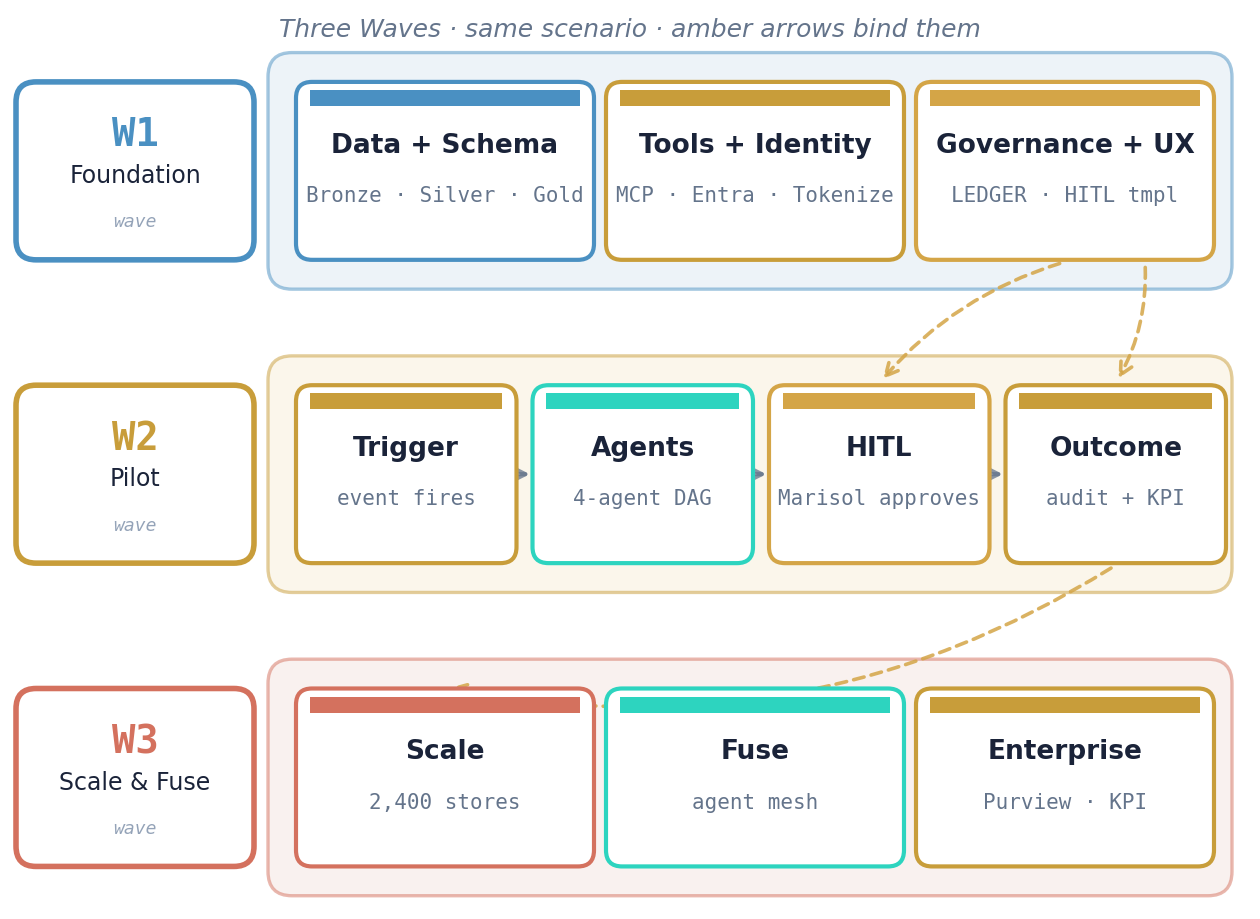 Three Waves · same scenario · amber arrows bind them
W1
Foundation
wave
Data + Schema
Bronze · Silver · Gold
Tools + Identity
MCP · Entra · Tokenize
Governance + UX
LEDGER · HITL tmpl
W2
Pilot
wave
Trigger
event fires
Agents
4-agent DAG
HITL
Marisol approves
Outcome
audit + KPI
W3
Scale & Fuse
wave
Scale
2,400 stores
Fuse
agent mesh
Enterprise
Purview · KPI